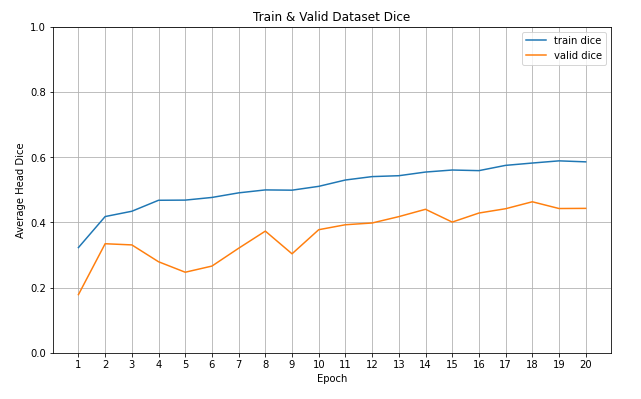 Train & Valid Dataset Dice
train dice
valid dice
Average Head Dice
1.0
0.8
0.6
0.4
0.2
0.0
1 2 3 4 5 6 7 8 9 10 11 12 13 14 15 16 17 18 19 20
Epoch